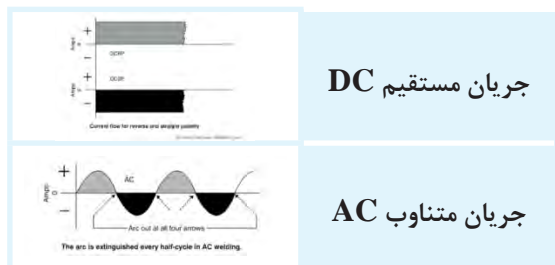 +
Amps
0
DCRP
−
+
Amps
0
−
Current flow for reverse and straight polarity
جریان مستقیم DC
+
AC
Amps
0
−
Arc out at all four arrows
The arc is extinguished every half-cycle in AC welding.
جریان متناوب AC